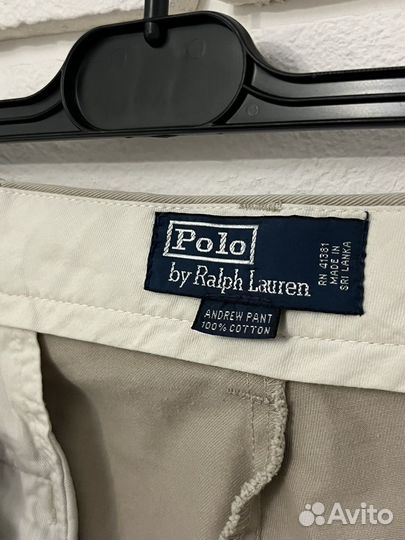 Polo
by Ralph Lauren
RN 41381
MADE IN
SRI LANKA
ANDREW PANT
100% COTTON
Avito